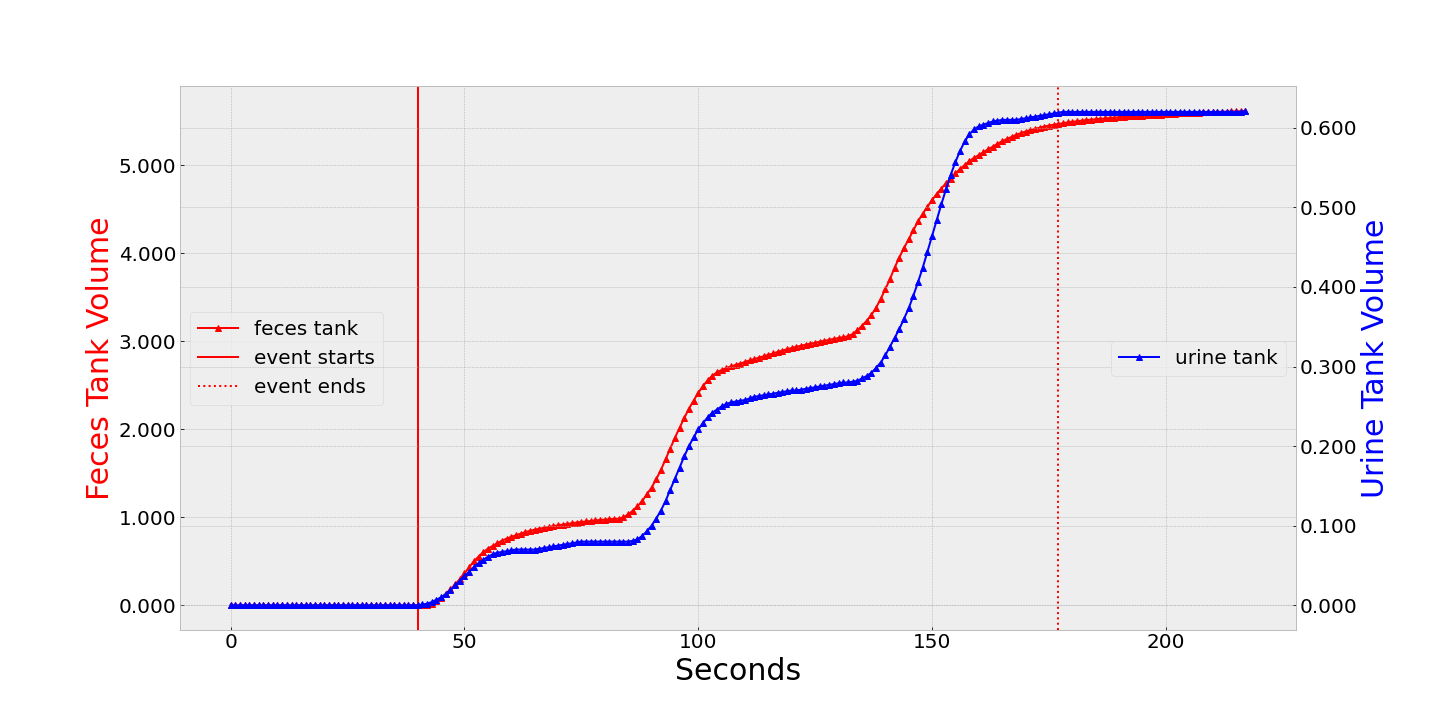 Feces Tank Volume
5.000
4.000
3.000
2.000
1.000
0.000
feces tank
event starts
event ends
urine tank
0.600
0.500
0.400
0.300
0.200
0.100
0.000
Urine Tank Volume
0 50 100 150 200
Seconds